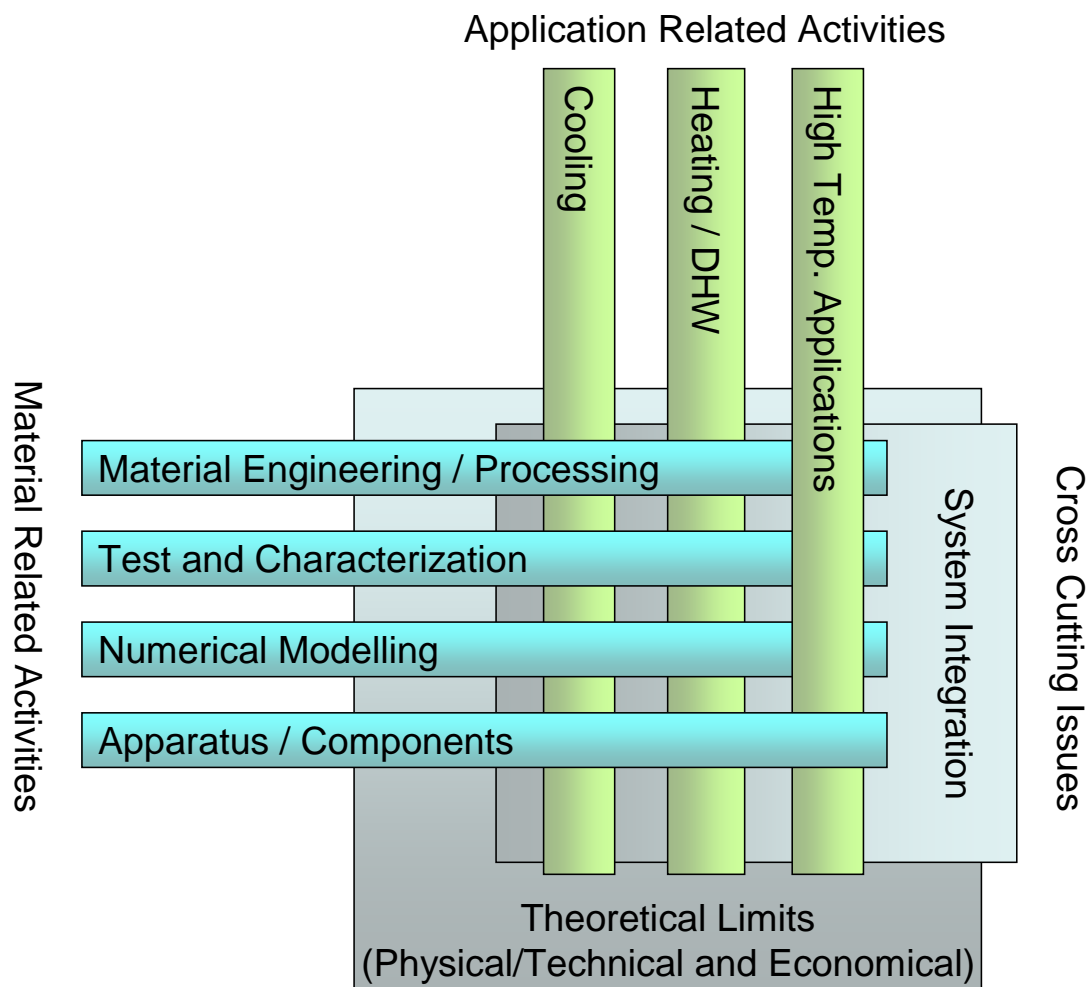 Application Related Activities
Cooling
Heating / DHW
High Temp. Applications
Material Related Activities
Material Engineering / Processing
Test and Characterization
Numerical Modelling
Apparatus / Components
System Integration
Cross Cutting Issues
Theoretical Limits
(Physical/Technical and Economical)